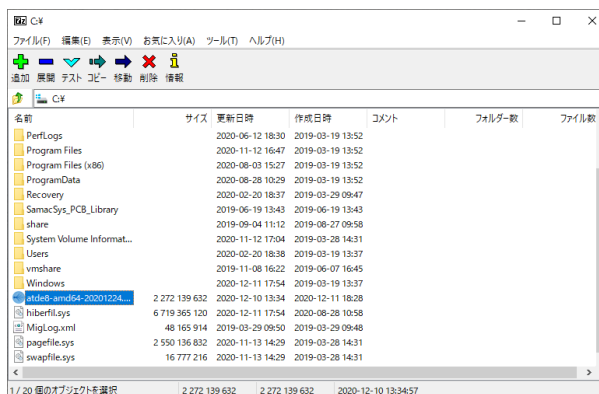 7z C:¥
ファイル(F) 編集(E) 表示(V) お気に入り(A) ツール(T) ヘルプ(H)
追加 展開 テスト コピー 移動 削除 情報
C:¥
名前 サイズ 更新日時 作成日時 コメント フォルダー数 ファイル数
PerfLogs 2020-06-12 18:30 2019-03-19 13:52
Program Files 2020-11-12 16:47 2019-03-19 13:52
Program Files (x86) 2020-08-03 15:27 2019-03-19 13:52
ProgramData 2020-08-28 10:29 2019-03-19 13:52
Recovery 2020-02-20 18:37 2019-03-29 09:47
SamacSys_PCB_Library 2019-06-19 13:43 2019-06-19 13:43
share 2019-09-04 11:12 2019-08-27 09:58
System Volume Informat... 2020-11-12 17:04 2019-03-28 14:31
Users 2020-02-20 18:38 2019-03-19 13:37
vmshare 2019-11-08 16:22 2019-06-07 16:45
Windows 2020-12-11 17:54 2019-03-19 13:37
atde8-amd64-20201224.... 2 272 139 632 2020-12-10 13:34 2020-12-11 18:28
hiberfil.sys 6 719 365 120 2020-12-11 17:54 2020-08-28 10:58
MigLog.xml 48 165 914 2019-03-29 09:50 2019-03-29 09:48
pagefile.sys 2 550 136 832 2020-11-13 14:29 2019-03-28 14:31
swapfile.sys 16 777 216 2020-11-13 14:29 2019-03-28 14:31
1 / 20 個のオブジェクトを選択 2 272 139 632 2 272 139 632 2020-12-10 13:34:57